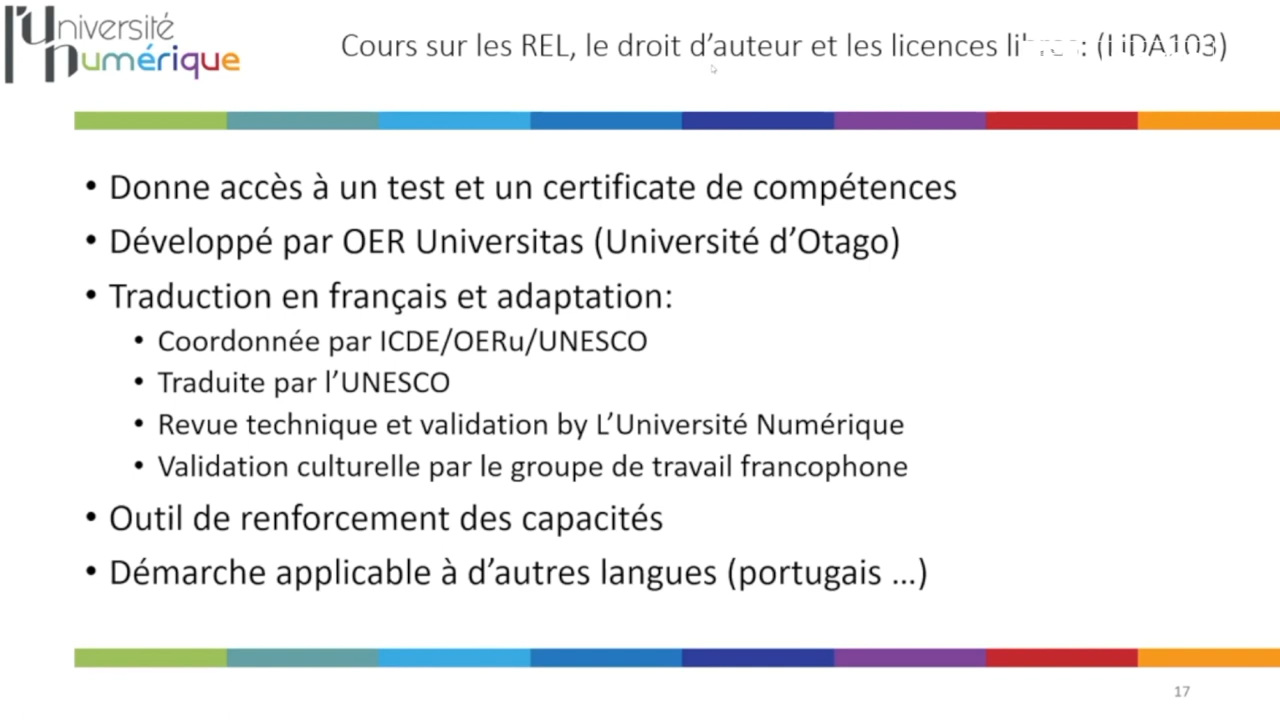 l'Université Numérique
Cours sur les REL, le droit d'auteur et les licences : (LiDA103)
• Donne accès à un test et un certificate de compétences
• Développé par OER Universitas (Université d'Otago)
• Traduction en français et adaptation:
• Coordonnée par ICDE/OERu/UNESCO
• Traduite par l'UNESCO
• Revue technique et validation by L'Université Numérique
• Validation culturelle par le groupe de travail francophone
• Outil de renforcement des capacités
• Démarche applicable à d'autres langues (portugais …)
17